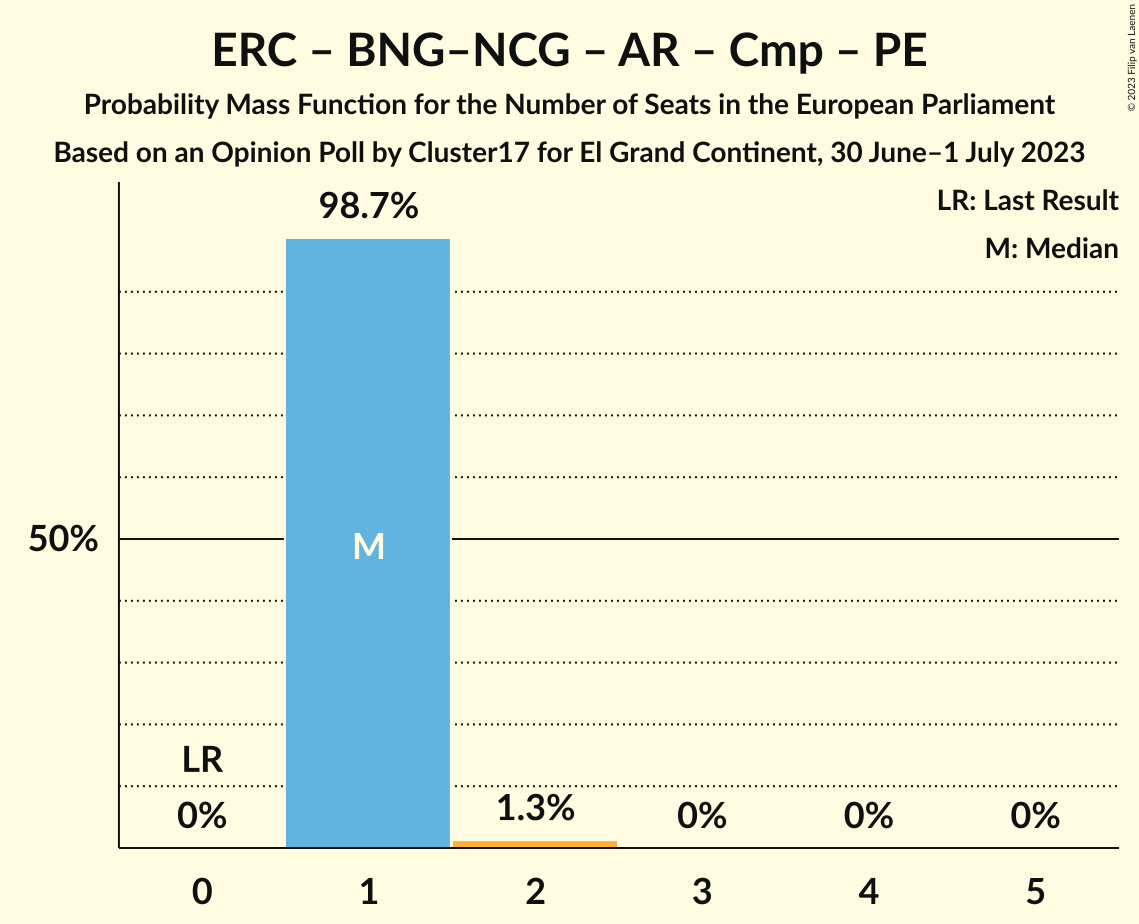 ERC – BNG–NCG – AR – Cmp – PE
Probability Mass Function for the Number of Seats in the European Parliament
Based on an Opinion Poll by Cluster17 for El Grand Continent, 30 June–1 July 2023
© 2023 Filip van Laenen
LR: Last Result
M: Median
98.7%
50%
M
LR
0%
1.3%
0%
0%
0%
0 1 2 3 4 5